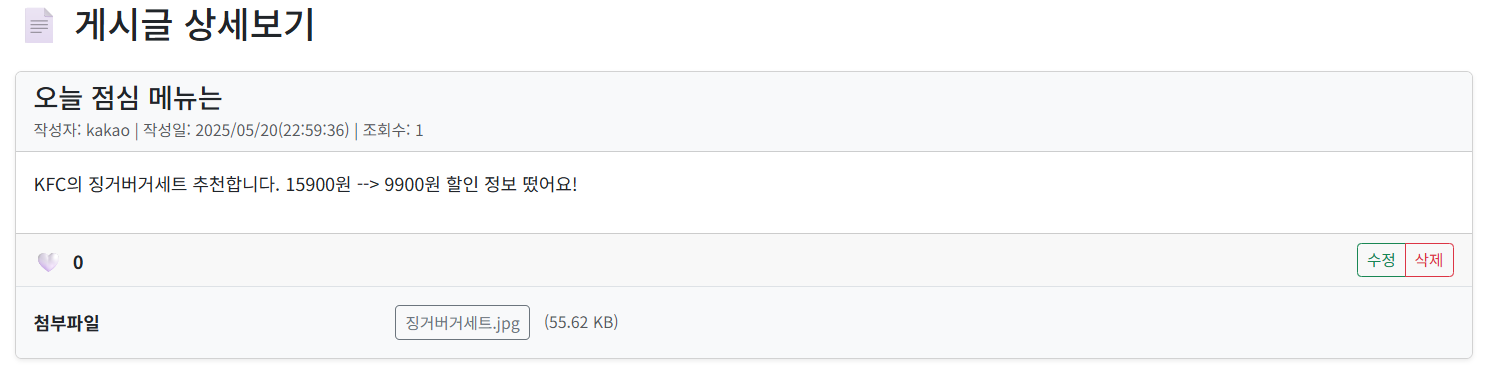 게시글 상세보기
오늘 점심 메뉴는
작성자: kakao | 작성일: 2025/05/20(22:59:36) | 조회수: 1
KFC의 징거버거세트 추천합니다. 15900원 --> 9900원 할인 정보 떴어요!
0 수정 삭제
첨부파일 징거버거세트.jpg (55.62 KB)